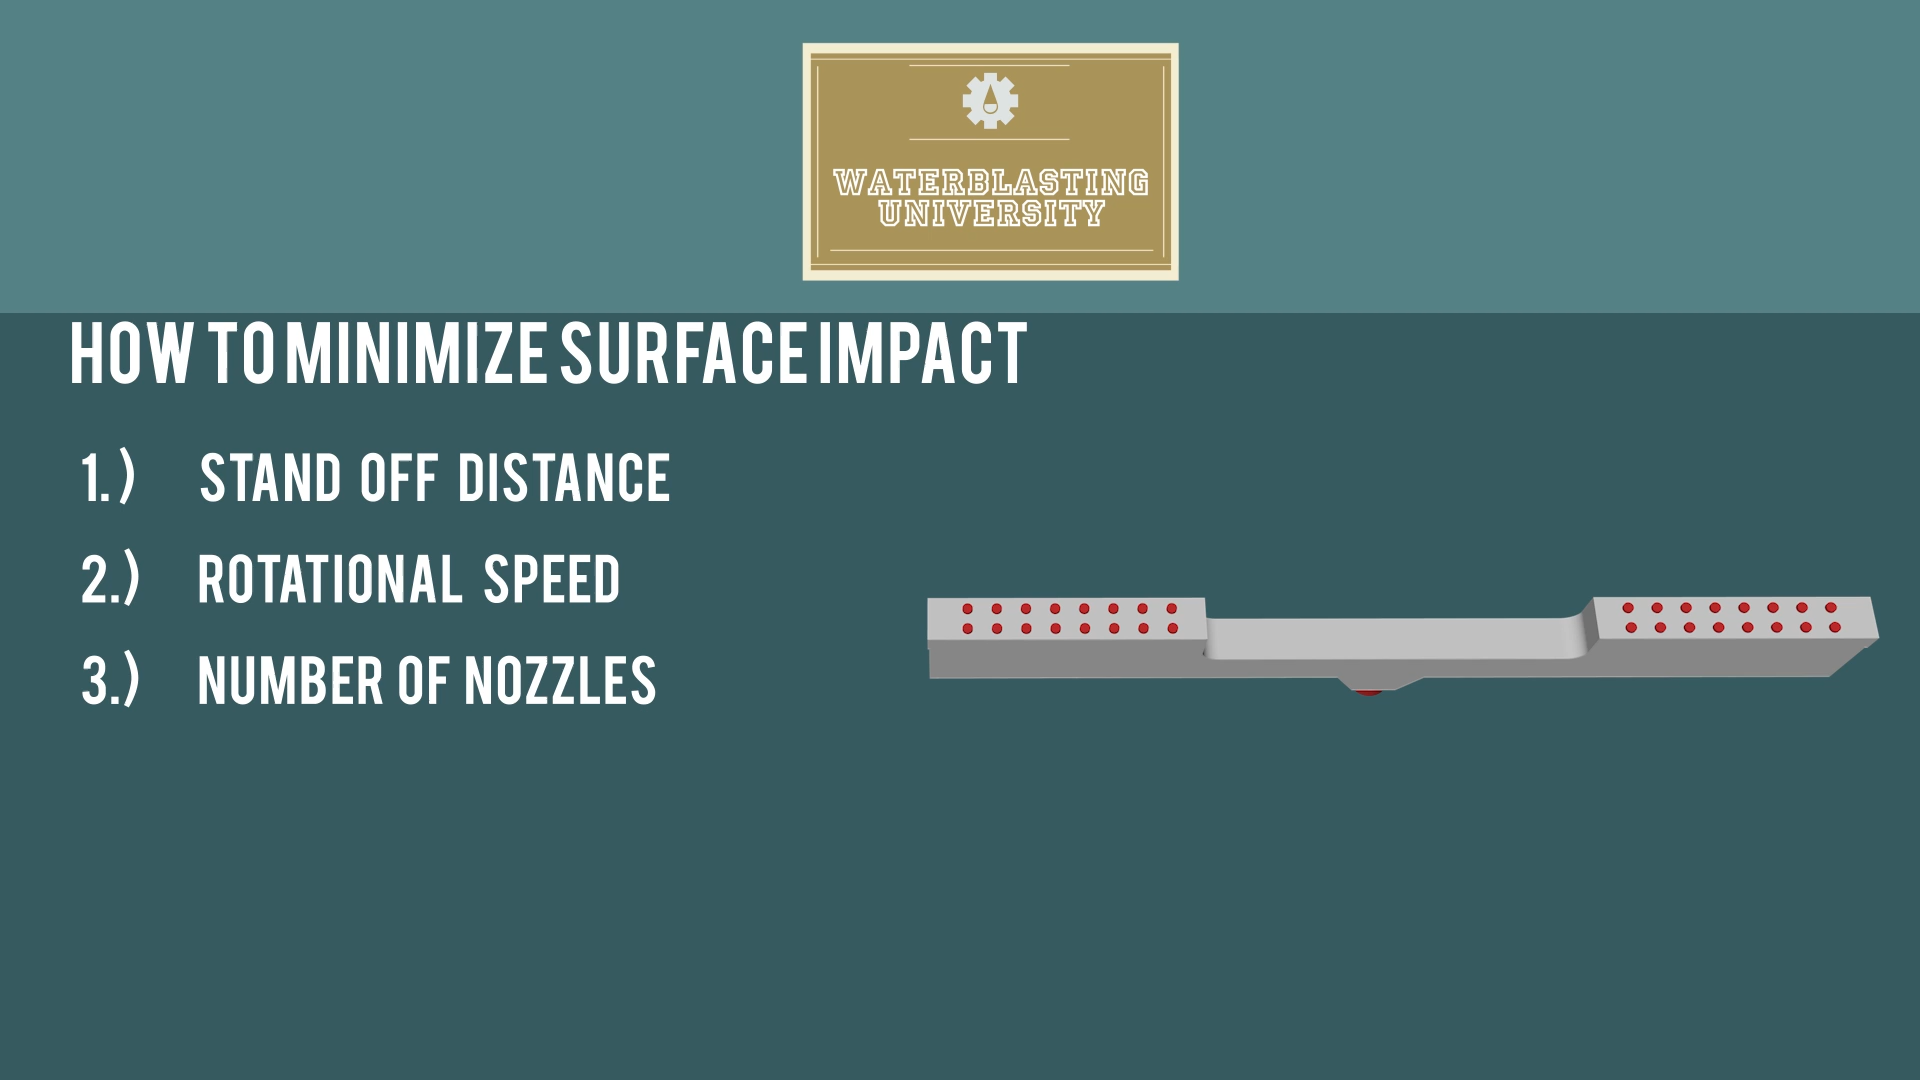 WATERBLASTING
UNIVERSITY
HOW TO MINIMIZE SURFACE IMPACT
1.) STAND OFF DISTANCE
2.) ROTATIONAL SPEED
3.) NUMBER OF NOZZLES